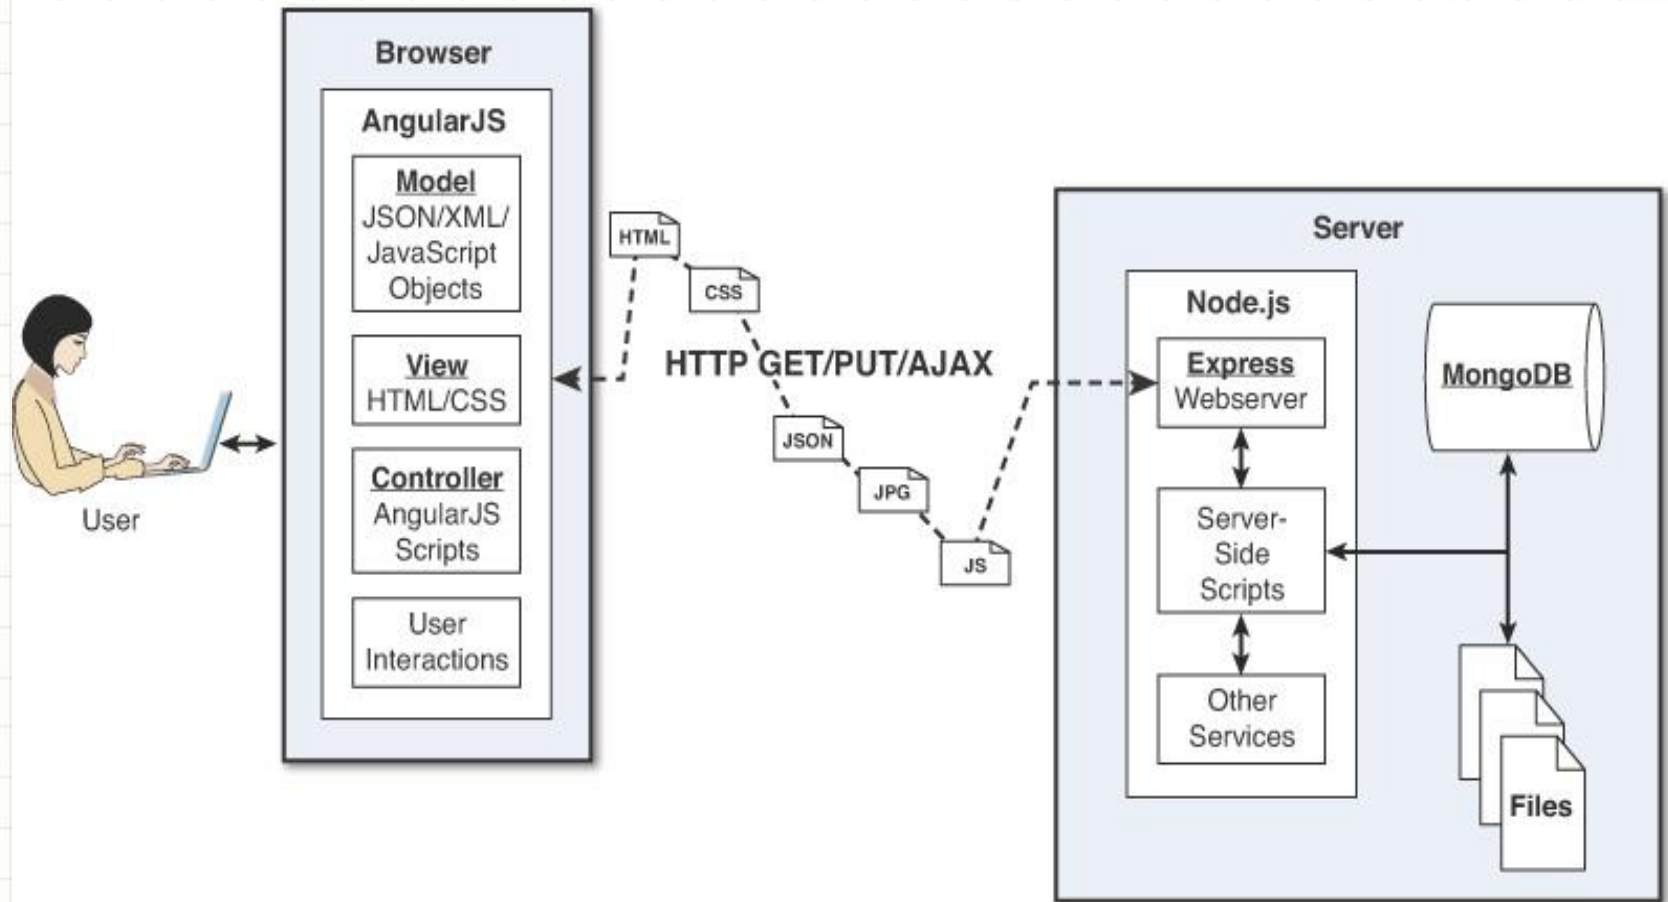 Browser
AngularJS
Model
JSON/XML/
JavaScript
Objects
View
HTML/CSS
Controller
AngularJS
Scripts
User
Interactions
User
HTML
CSS
HTTP GET/PUT/AJAX
JSON
JPG
JS
Server
Node.js
Express
Webserver
Server-
Side
Scripts
Other
Services
MongoDB
Files